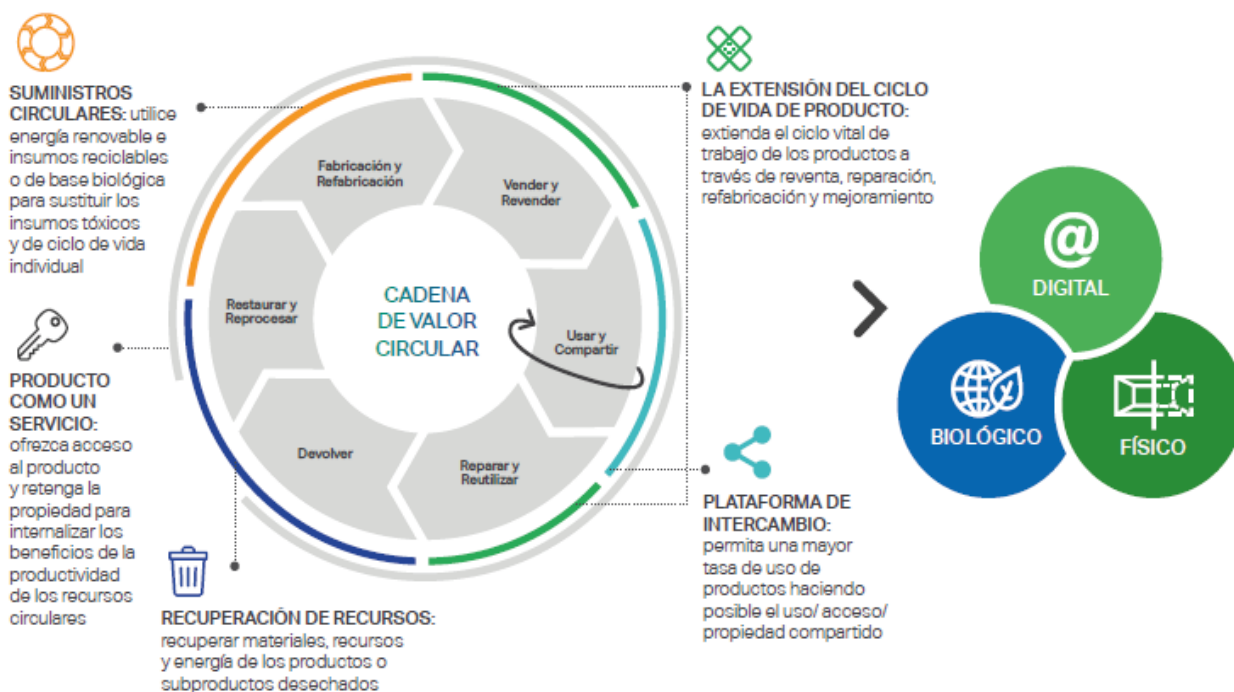 SUMINISTROS
CIRCULARES: utilice
energía renovable e
insumos reciclables
o de base biológica
para sustituir los
insumos tóxicos
y de ciclo de vida
individual
PRODUCTO
COMO UN
SERVICIO:
ofrezca acceso
al producto
y retenga la
propiedad para
internalizar los
beneficios de la
productividad
de los recursos
circulares
RECUPERACIÓN DE RECURSOS:
recuperar materiales, recursos
y energía de los productos o
subproductos desechados
Fabricación y
Refabricación
Vender y
Revender
Usar y
Compartir
Reparar y
Reutilizar
Devolver
Restaurar y
Reprocesar
CADENA
DE VALOR
CIRCULAR
LA EXTENSIÓN DEL CICLO
DE VIDA DE PRODUCTO:
extienda el ciclo vital de
trabajo de los productos a
través de reventa, reparación,
refabricación y mejoramiento
PLATAFORMA DE
INTERCAMBIO:
permita una mayor
tasa de uso de
productos haciendo
posible el uso/ acceso/
propiedad compartido
@
DIGITAL
BIOLÓGICO
FÍSICO